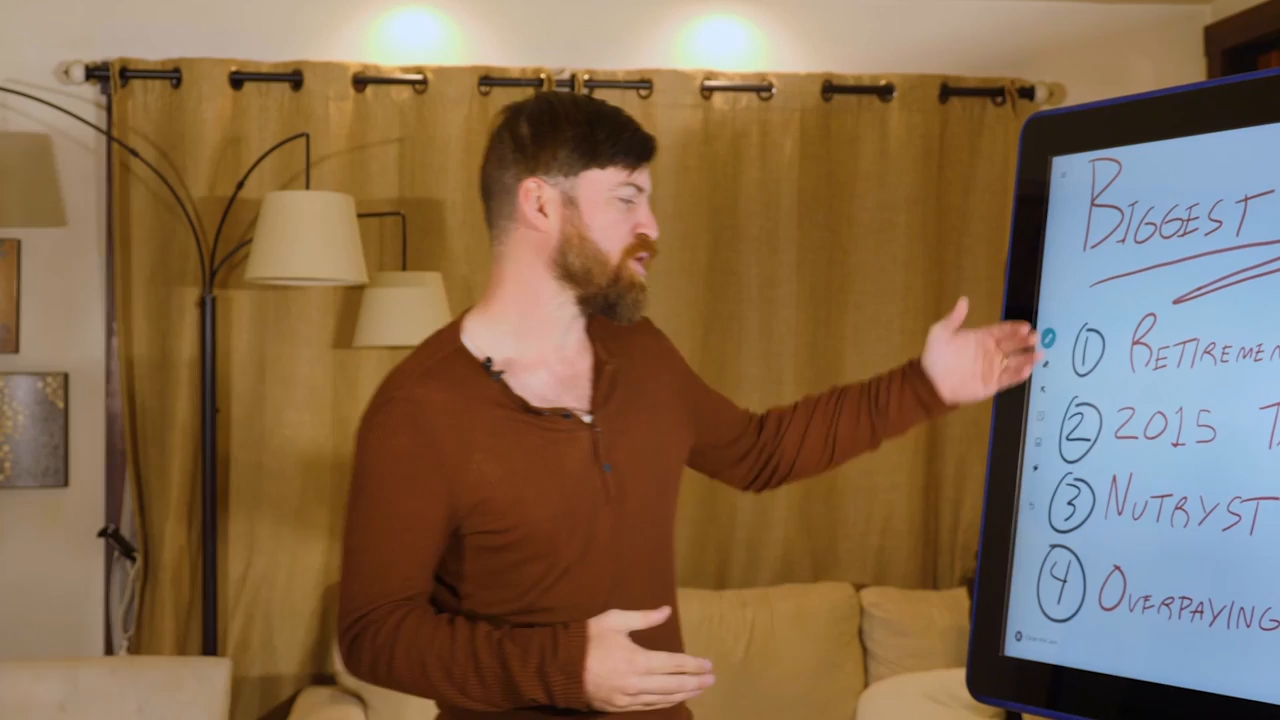 BIGGEST
1 RETIREMEN
2 2015 T
3 NUTRYST
4 OVERPAYING